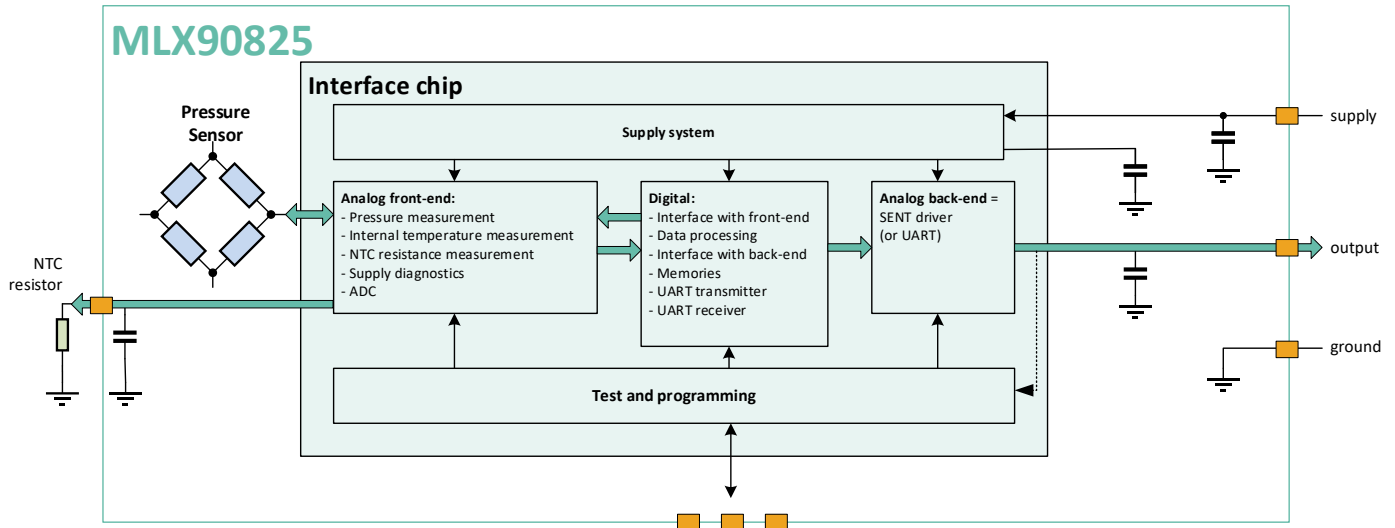 MLX90825
Interface chip
Pressure
Sensor
Supply system
supply
Analog front-end:
- Pressure measurement
- Internal temperature measurement
- NTC resistance measurement
- Supply diagnostics
- ADC
Digital:
- Interface with front-end
- Data processing
- Interface with back-end
- Memories
- UART transmitter
- UART receiver
Analog back-end =
SENT driver
(or UART)
output
NTC
resistor
ground
Test and programming